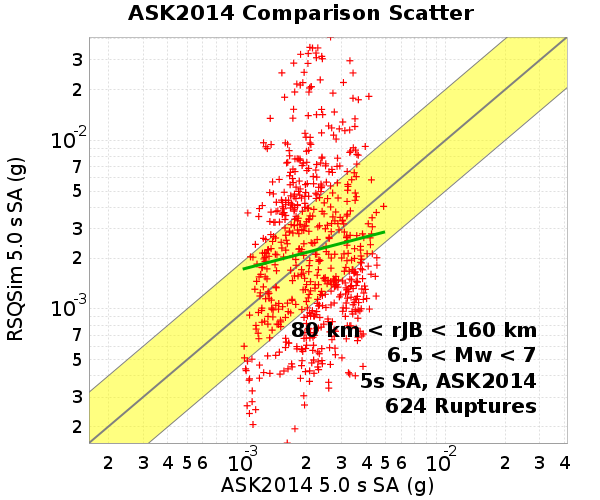 ASK2014 Comparison Scatter
RSQSim 5.0 s SA (g)
3
2
10-2
7
5
3
2
10-3
7
5
3
2
80 km < rJB < 160 km
6.5 < Mw < 7
5s SA, ASK2014
624 Ruptures
2 3 4 5 6 10-3 2 3 4 5 6 10-2 2 3 4
ASK2014 5.0 s SA (g)